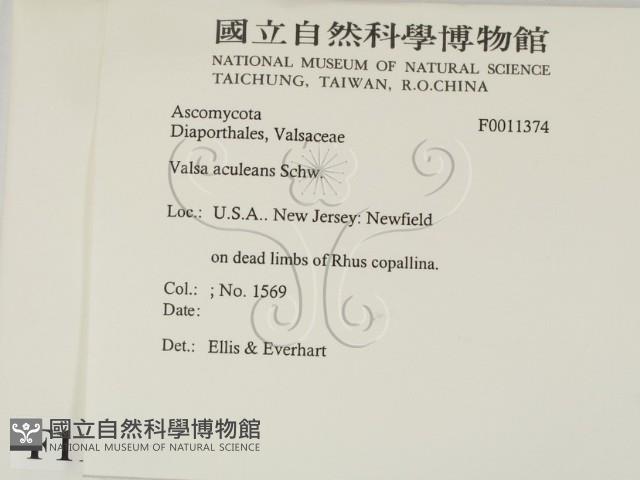 國立自然科學博物館
NATIONAL MUSEUM OF NATURAL SCIENCE
TAICHUNG, TAIWAN, R.O.CHINA
Ascomycota
F0011374
Diaporthales, Valsaceae
Valsa aculeans Schw.
Loc.: U.S.A.. New Jersey: Newfield
on dead limbs of Rhus copallina.
Col.: ; No. 1569
Date:
Det.: Ellis & Everhart
國立自然科學博物館
NATIONAL MUSEUM OF NATURAL SCIENCE